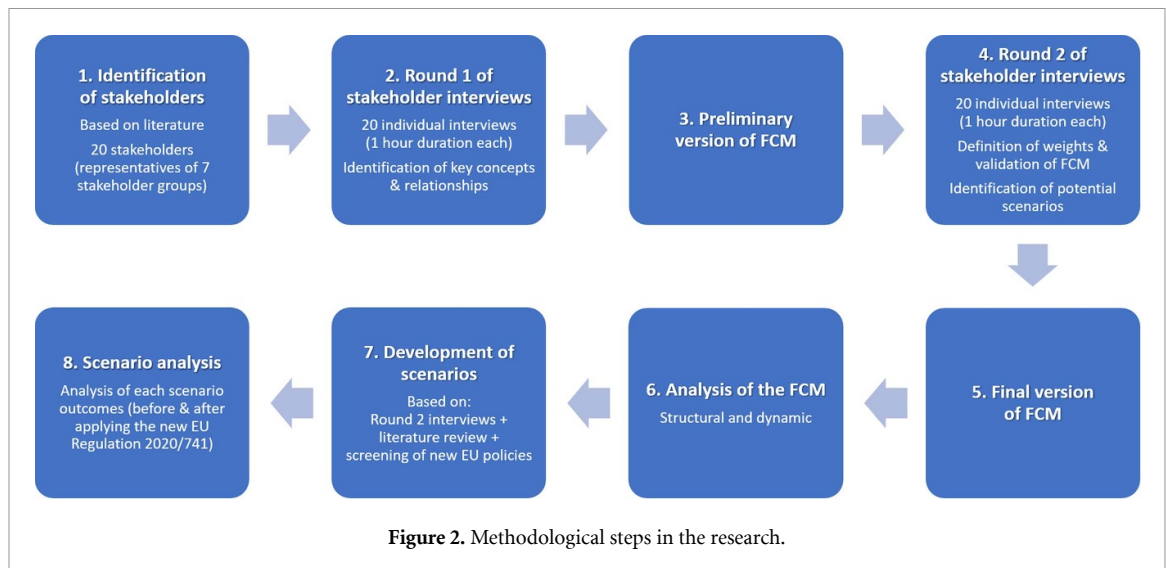 1. Identification
of stakeholders
Based on literature
20 stakeholders
(representatives of 7
stakeholder groups)
2. Round 1 of
stakeholder interviews
20 individual interviews
(1 hour duration each)
Identification of key concepts
& relationships
3. Preliminary
version of FCM
4. Round 2 of
stakeholder interviews
20 individual interviews
(1 hour duration each)
Definition of weights &
validation of FCM
Identification of potential
scenarios
5. Final version
of FCM
6. Analysis of the FCM
Structural and dynamic
7. Development of
scenarios
Based on:
Round 2 interviews +
literature review +
screening of new EU policies
8. Scenario analysis
Analysis of each scenario
outcomes (before & after
applying the new EU
Regulation 2020/741)
Figure 2. Methodological steps in the research.